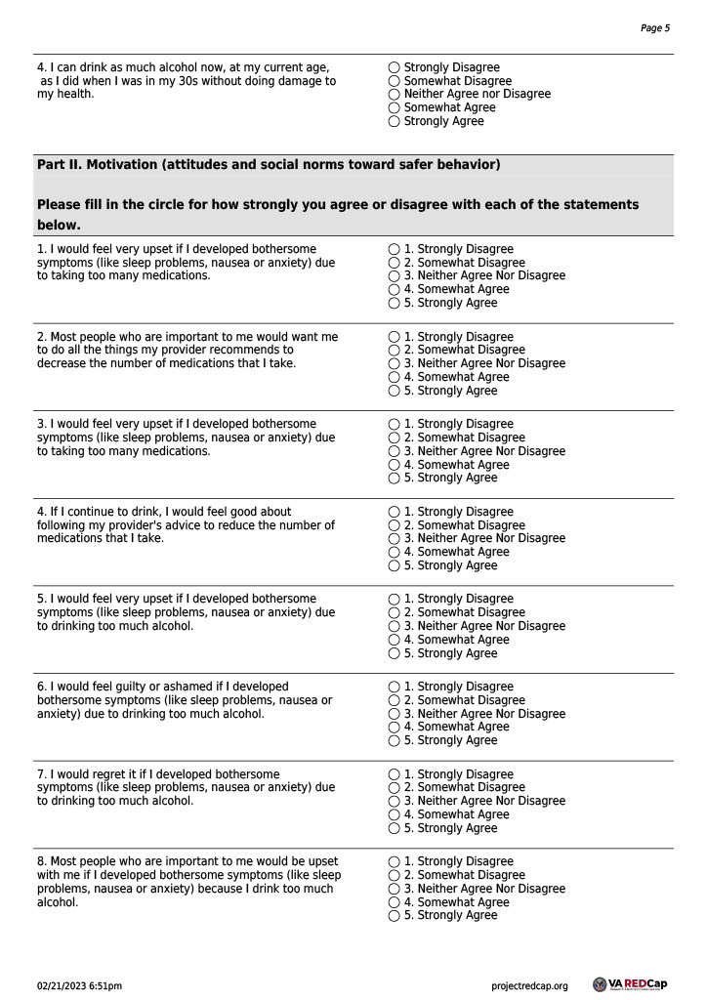 Page 5
4. I can drink as much alcohol now, at my current age,
as I did when I was in my 30s without doing damage to
my health.
Strongly Disagree
Somewhat Disagree
Neither Agree nor Disagree
Somewhat Agree
Strongly Agree
Part II. Motivation (attitudes and social norms toward safer behavior)
Please fill in the circle for how strongly you agree or disagree with each of the statements
below.
1. I would feel very upset if I developed bothersome
symptoms (like sleep problems, nausea or anxiety) due
to taking too many medications.
1. Strongly Disagree
2. Somewhat Disagree
3. Neither Agree Nor Disagree
4. Somewhat Agree
5. Strongly Agree
2. Most people who are important to me would want me
to do all the things my provider recommends to
decrease the number of medications that I take.
1. Strongly Disagree
2. Somewhat Disagree
3. Neither Agree Nor Disagree
4. Somewhat Agree
5. Strongly Agree
3. I would feel very upset if I developed bothersome
symptoms (like sleep problems, nausea or anxiety) due
to taking too many medications.
1. Strongly Disagree
2. Somewhat Disagree
3. Neither Agree Nor Disagree
4. Somewhat Agree
5. Strongly Agree
4. If I continue to drink, I would feel good about
following my provider's advice to reduce the number of
medications that I take.
1. Strongly Disagree
2. Somewhat Disagree
3. Neither Agree Nor Disagree
4. Somewhat Agree
5. Strongly Agree
5. I would feel very upset if I developed bothersome
symptoms (like sleep problems, nausea or anxiety) due
to drinking too much alcohol.
1. Strongly Disagree
2. Somewhat Disagree
3. Neither Agree Nor Disagree
4. Somewhat Agree
5. Strongly Agree
6. I would feel guilty or ashamed if I developed
bothersome symptoms (like sleep problems, nausea or
anxiety) due to drinking too much alcohol.
1. Strongly Disagree
2. Somewhat Disagree
3. Neither Agree Nor Disagree
4. Somewhat Agree
5. Strongly Agree
7. I would regret it if I developed bothersome
symptoms (like sleep problems, nausea or anxiety) due
to drinking too much alcohol.
1. Strongly Disagree
2. Somewhat Disagree
3. Neither Agree Nor Disagree
4. Somewhat Agree
5. Strongly Agree
8. Most people who are important to me would be upset
with me if I developed bothersome symptoms (like sleep
problems, nausea or anxiety) because I drink too much
alcohol.
1. Strongly Disagree
2. Somewhat Disagree
3. Neither Agree Nor Disagree
4. Somewhat Agree
5. Strongly Agree
02/21/2023 6:51pm
projectredcap.org
VA REDCap